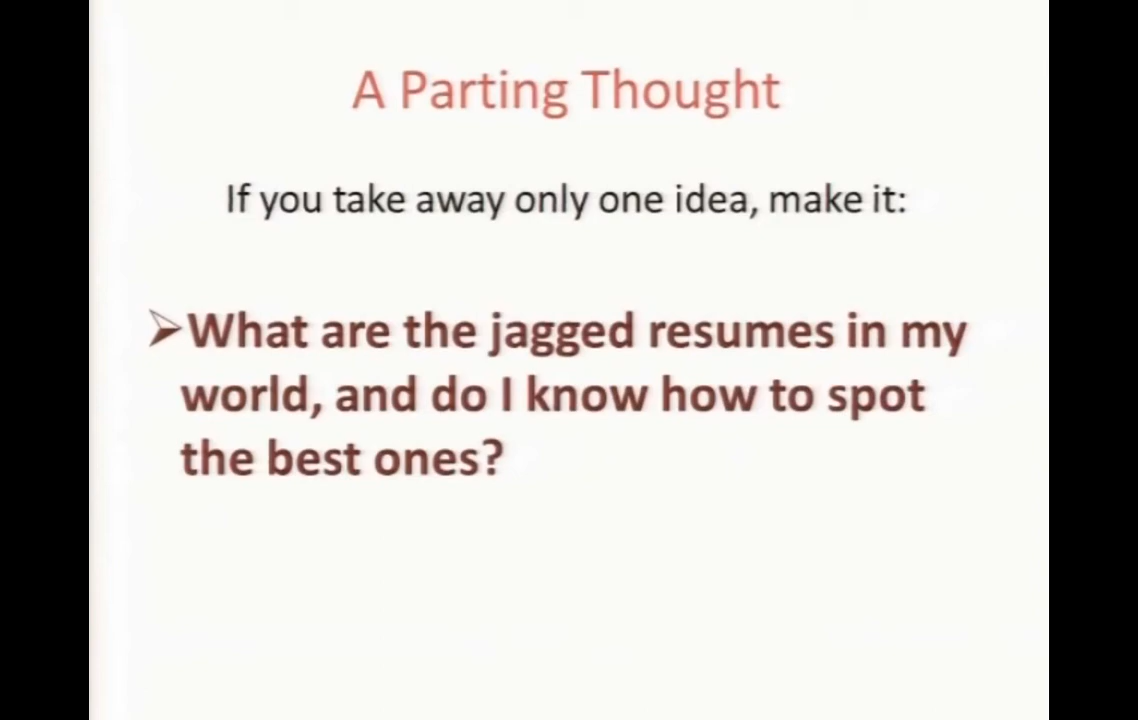 A Parting Thought
If you take away only one idea, make it:
➢What are the jagged resumes in my
world, and do I know how to spot
the best ones?